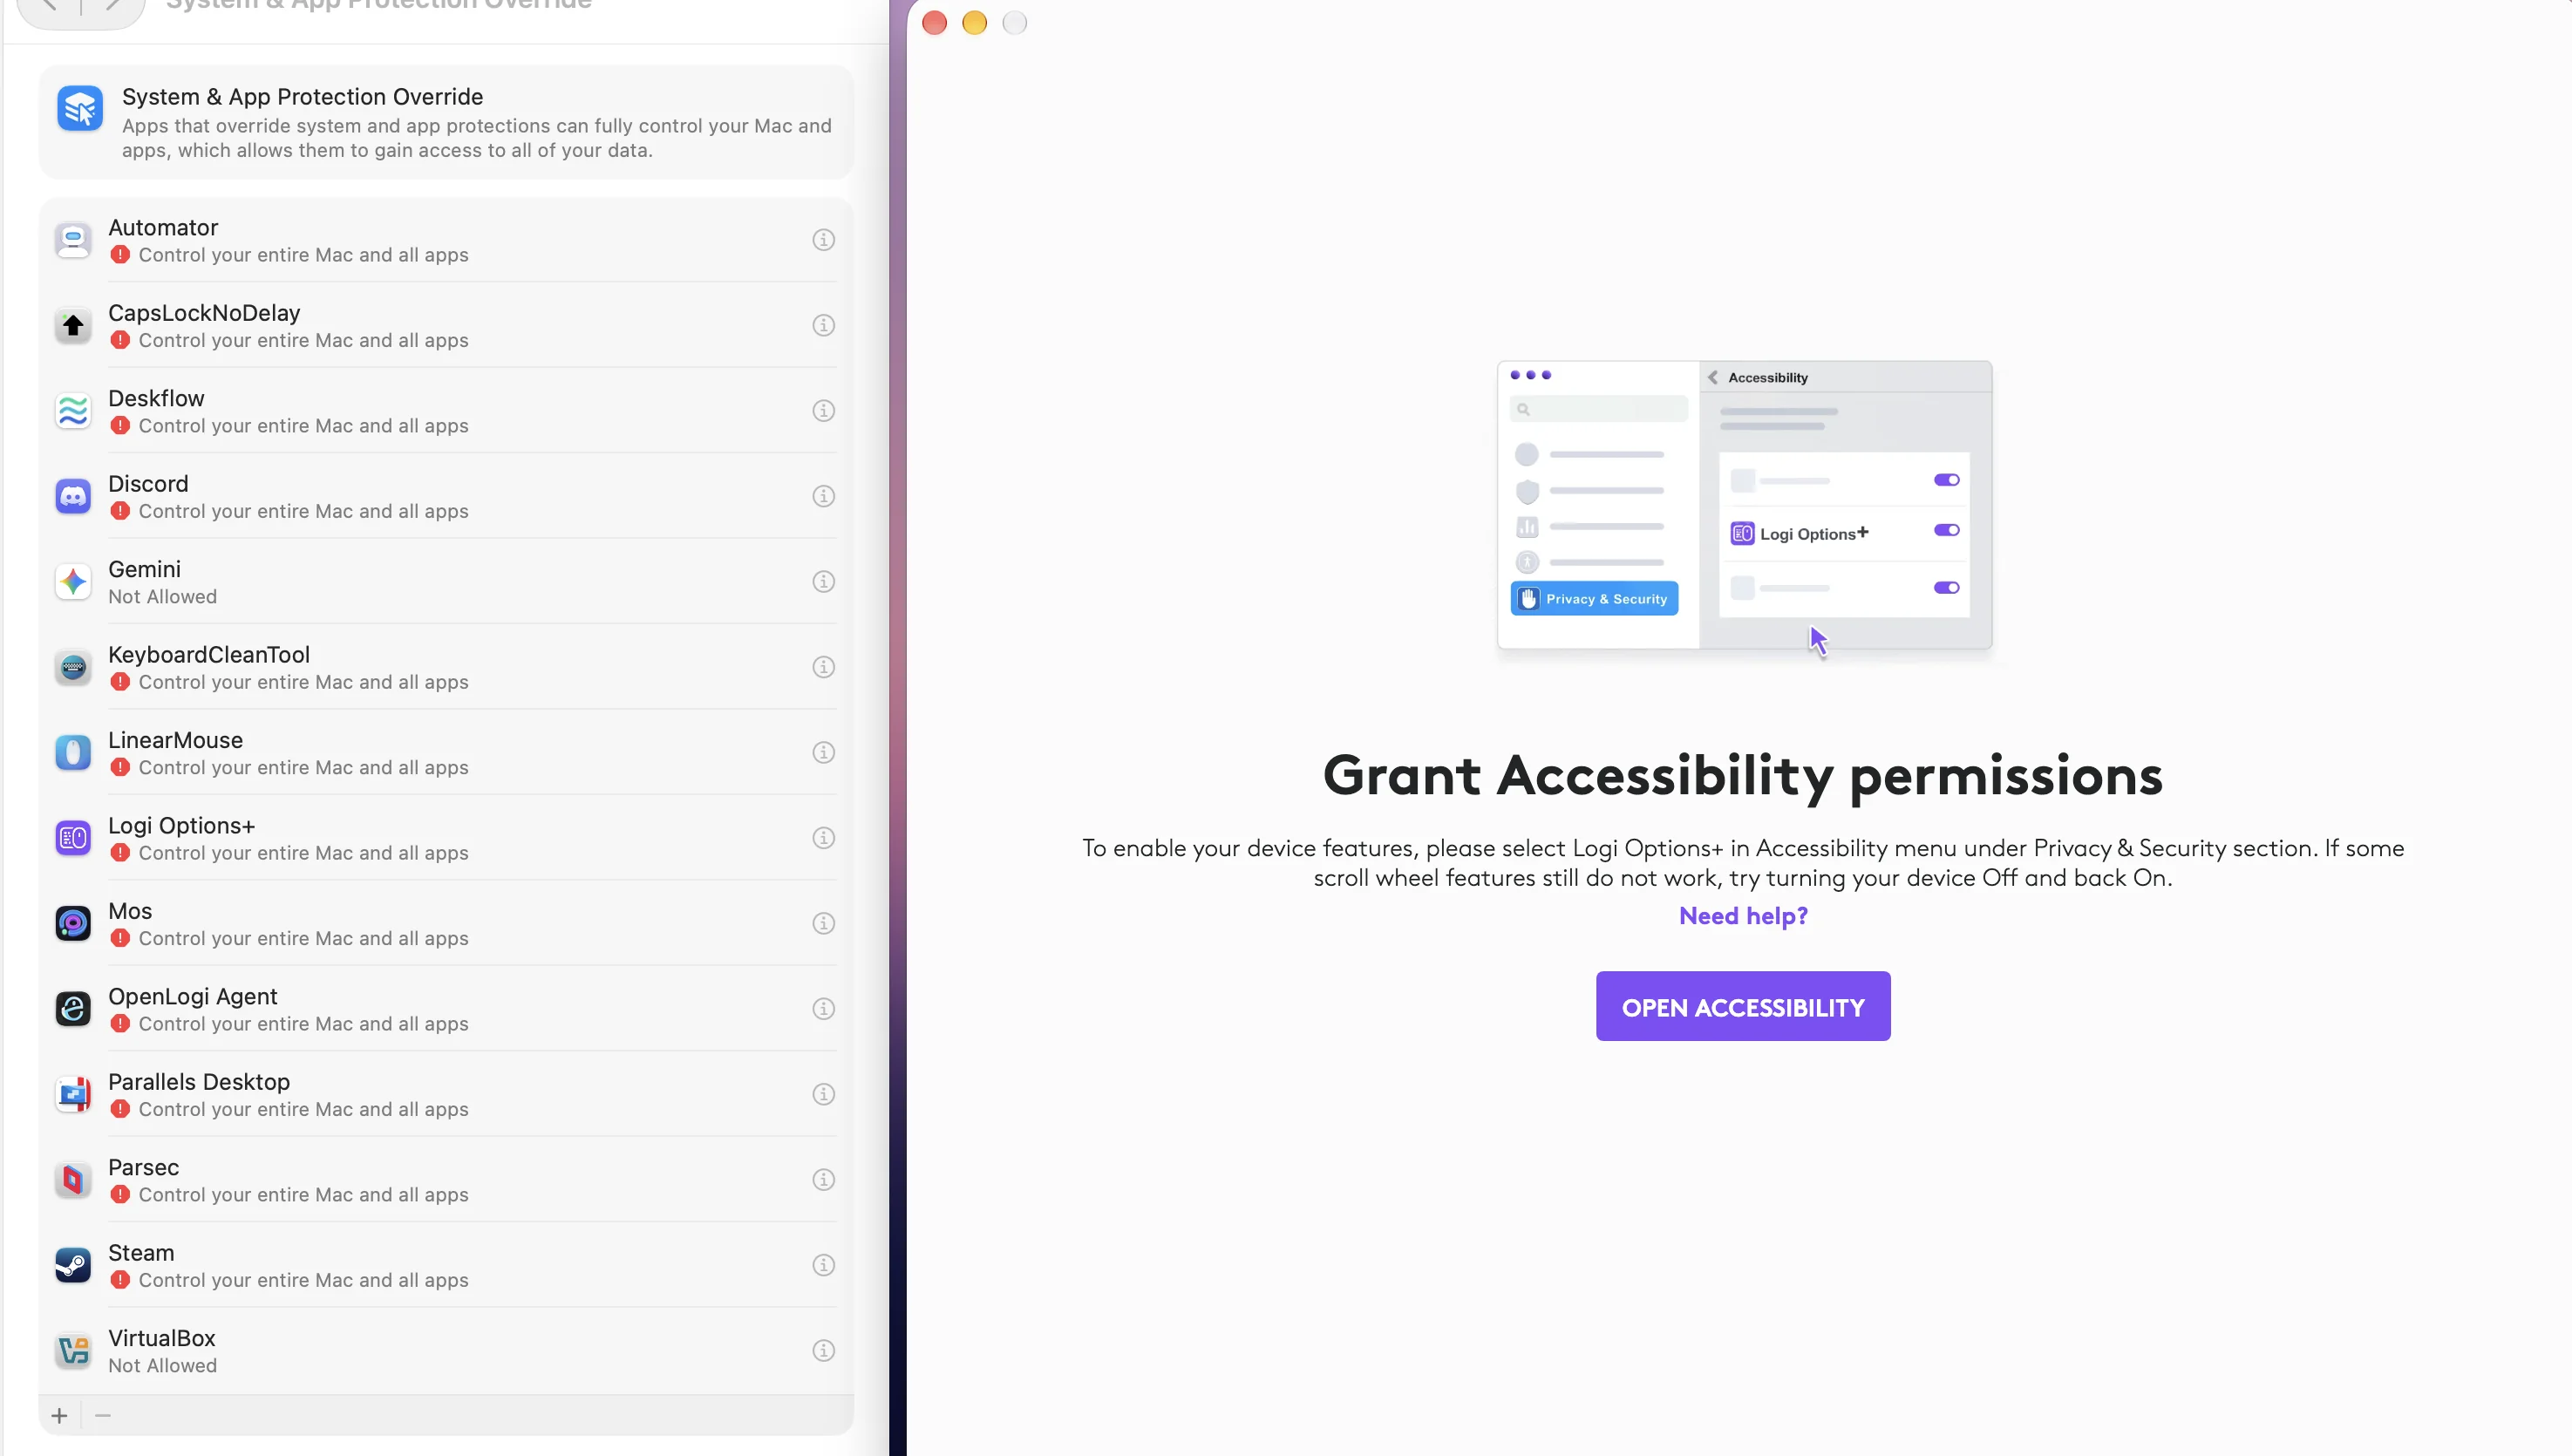 System & App Protection Override
System & App Protection Override
Apps that override system and app protections can fully control your Mac and
apps, which allows them to gain access to all of your data.
Automator
Control your entire Mac and all apps
CapsLockNoDelay
Control your entire Mac and all apps
Deskflow
Control your entire Mac and all apps
Discord
Control your entire Mac and all apps
Gemini
Not Allowed
KeyboardCleanTool
Control your entire Mac and all apps
LinearMouse
Control your entire Mac and all apps
Logi Options+
Control your entire Mac and all apps
Mos
Control your entire Mac and all apps
OpenLogi Agent
Control your entire Mac and all apps
Parallels Desktop
Control your entire Mac and all apps
Parsec
Control your entire Mac and all apps
Steam
Control your entire Mac and all apps
VirtualBox
Not Allowed
Accessibility
Logi Options+
Privacy & Security
Grant Accessibility permissions
To enable your device features, please select Logi Options+ in Accessibility menu under Privacy & Security section. If some
scroll wheel features still do not work, try turning your device Off and back On.
Need help?
OPEN ACCESSIBILITY